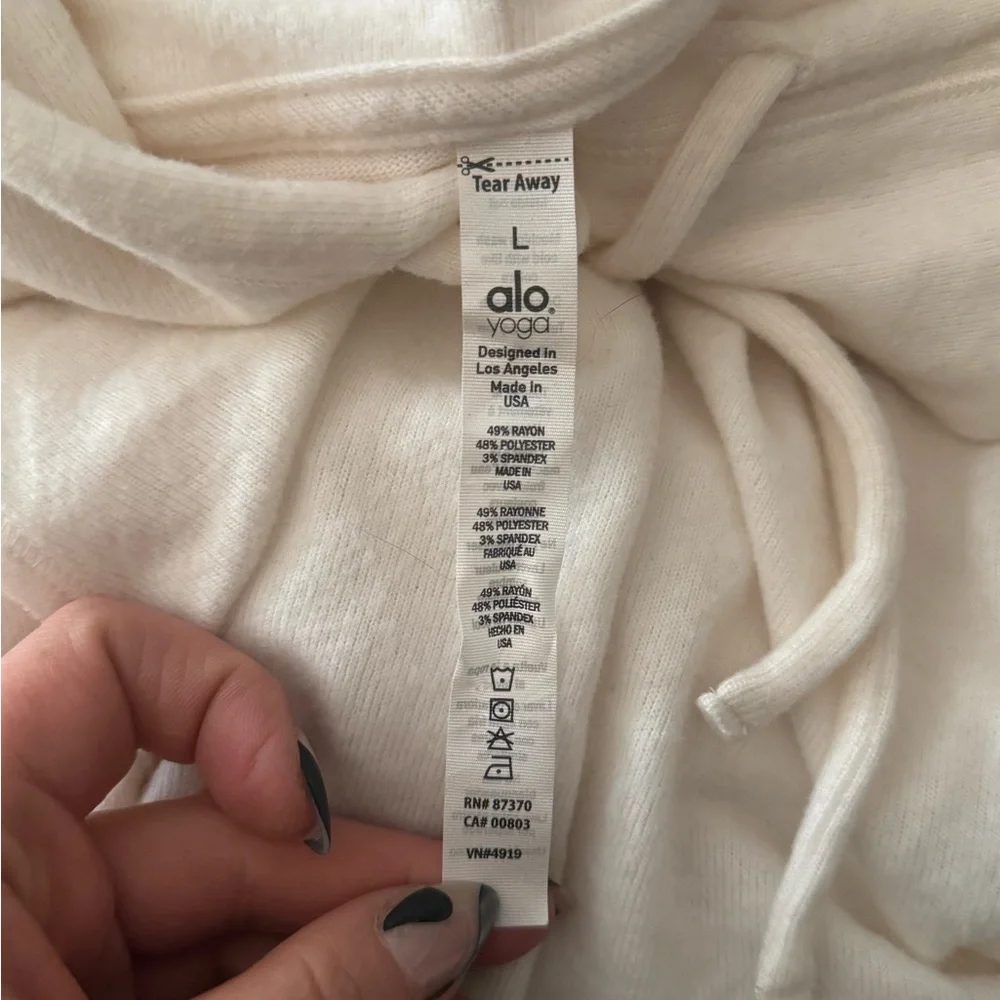 Tear Away
L
alo®
yoga
Designed in
Los Angeles
Made in
USA
49% RAYON
48% POLYESTER
3% SPANDEX
MADE IN
USA
49% RAYONNE
48% POLYESTER
3% SPANDEX
FABRIQUÉ AU
USA
49% RAYÓN
48% POLIÉSTER
3% SPANDEX
HECHO EN
USA
RN# 87370
CA# 00803
VN#4919